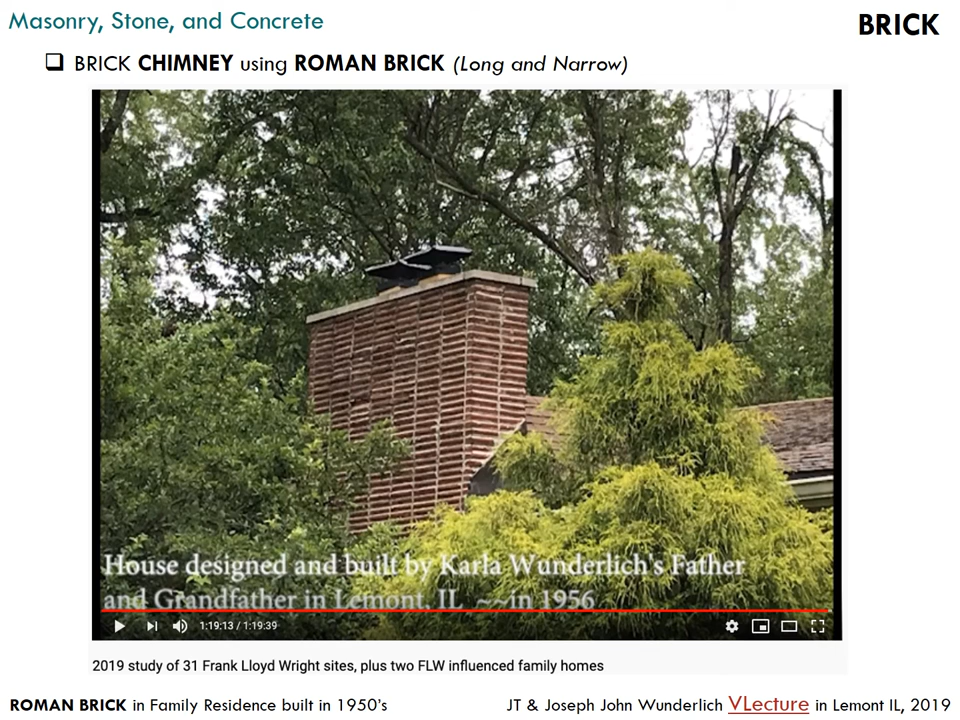 Masonry, Stone, and Concrete
BRICK
❑ BRICK CHIMNEY using ROMAN BRICK (Long and Narrow)
House designed and built by Karla Wunderlich's Father
and Grandfather in Lemont, IL ~~in 1956
1:19:13 / 1:19:39
2019 study of 31 Frank Lloyd Wright sites, plus two FLW influenced family homes
ROMAN BRICK in Family Residence built in 1950's
JT & Joseph John Wunderlich VLecture in Lemont IL, 2019